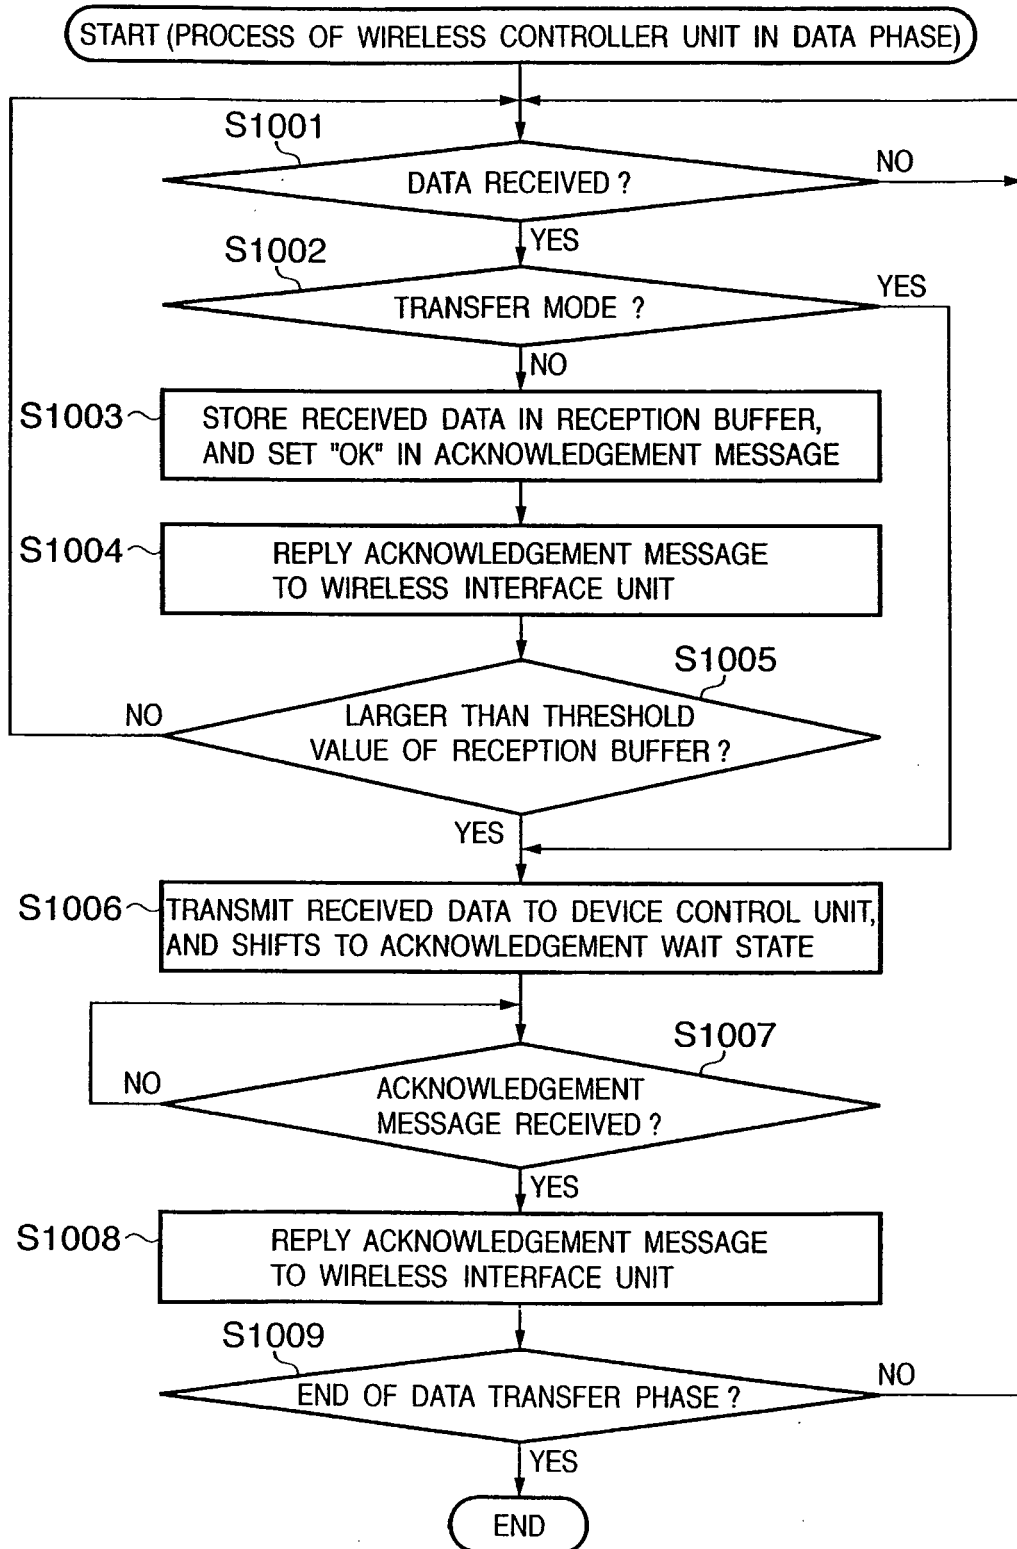 START (PROCESS OF WIRELESS CONTROLLER UNIT IN DATA PHASE)
S1001
DATA RECEIVED ?
NO
YES
S1002
TRANSFER MODE ?
YES
NO
S1003
STORE RECEIVED DATA IN RECEPTION BUFFER,
AND SET "OK" IN ACKNOWLEDGEMENT MESSAGE
S1004
REPLY ACKNOWLEDGEMENT MESSAGE
TO WIRELESS INTERFACE UNIT
S1005
NO
LARGER THAN THRESHOLD
VALUE OF RECEPTION BUFFER ?
YES
S1006
TRANSMIT RECEIVED DATA TO DEVICE CONTROL UNIT,
AND SHIFTS TO ACKNOWLEDGEMENT WAIT STATE
S1007
NO
ACKNOWLEDGEMENT
MESSAGE RECEIVED ?
YES
S1008
REPLY ACKNOWLEDGEMENT MESSAGE
TO WIRELESS INTERFACE UNIT
S1009
END OF DATA TRANSFER PHASE ?
NO
YES
END